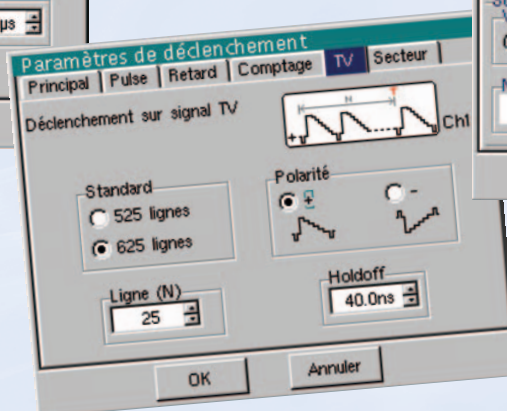 µs
Paramètres de déclenchement
Principal Pulse Retard Comptage TV Secteur
Déclenchement sur signal TV
N
+
Ch1
Standard
525 lignes
625 lignes
Polarité
+ -
Ligne (N)
25
Holdoff
40.0ns
OK Annuler